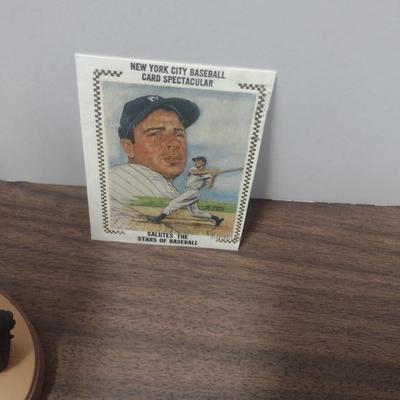 NEW YORK CITY BASEBALL
CARD SPECTACULAR
SALUTES THE
STARS OF BASEBALL